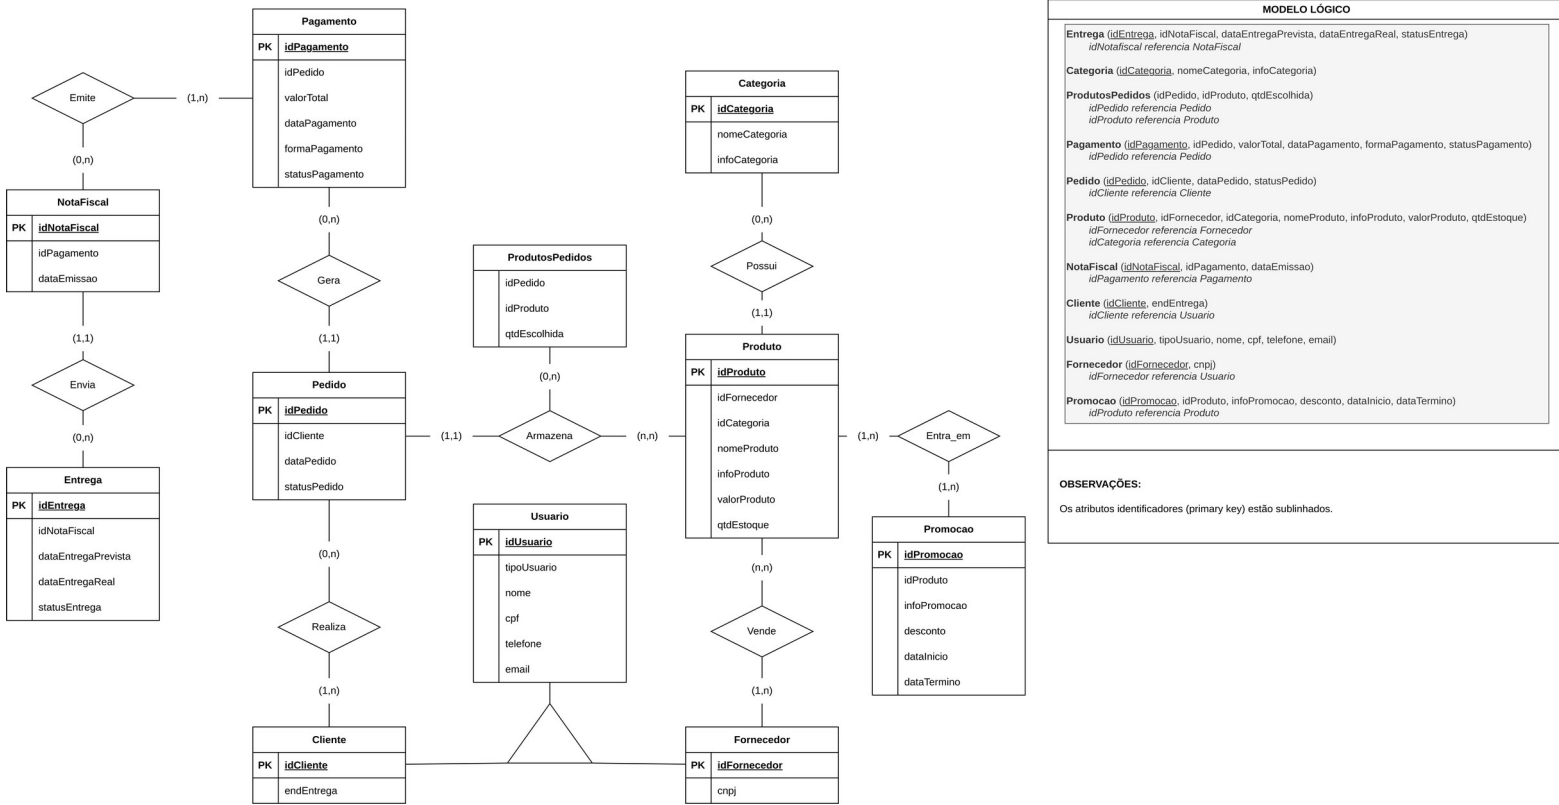 Pagamento
PK idPagamento
idPedido
valorTotal
dataPagamento
formaPagamento
statusPagamento
Emite
(1,n)
(0,n)
NotaFiscal
PK idNotaFiscal
idPagamento
dataEmissao
(1,1)
Envia
(0,n)
Entrega
PK idEntrega
idNotaFiscal
dataEntregaPrevista
dataEntregaReal
statusEntrega
(0,n)
Gera
(1,1)
Pedido
PK idPedido
idCliente
dataPedido
statusPedido
(0,n)
Realiza
(1,n)
Cliente
PK idCliente
endEntrega
ProdutosPedidos
idPedido
idProduto
qtdEscolhida
(0,n)
(1,1)
Armazena
(n,n)
Usuario
PK idUsuario
tipoUsuario
nome
cpf
telefone
email
Categoria
PK idCategoria
nomeCategoria
infoCategoria
(0,n)
Possui
(1,1)
Produto
PK idProduto
idFornecedor
idCategoria
nomeProduto
infoProduto
valorProduto
qtdEstoque
(n,n)
Vende
(1,n)
Fornecedor
PK idFornecedor
cnpj
(1,n)
Entra_em
(1,n)
Promocao
PK idPromocao
idProduto
infoPromocao
desconto
dataInicio
dataTermino
MODELO LÓGICO
Entrega (idEntrega, idNotaFiscal, dataEntregaPrevista, dataEntregaReal, statusEntrega)
idNotafiscal referencia NotaFiscal
Categoria (idCategoria, nomeCategoria, infoCategoria)
ProdutosPedidos (idPedido, idProduto, qtdEscolhida)
idPedido referencia Pedido
idProduto referencia Produto
Pagamento (idPagamento, idPedido, valorTotal, dataPagamento, formaPagamento, statusPagamento)
idPedido referencia Pedido
Pedido (idPedido, idCliente, dataPedido, statusPedido)
idCliente referencia Cliente
Produto (idProduto, idFornecedor, idCategoria, nomeProduto, infoProduto, valorProduto, qtdEstoque)
idFornecedor referencia Fornecedor
idCategoria referencia Categoria
NotaFiscal (idNotaFiscal, idPagamento, dataEmissao)
idPagamento referencia Pagamento
Cliente (idCliente, endEntrega)
idCliente referencia Usuario
Usuario (idUsuario, tipoUsuario, nome, cpf, telefone, email)
Fornecedor (idFornecedor, cnpj)
idFornecedor referencia Usuario
Promocao (idPromocao, idProduto, infoPromocao, desconto, dataInicio, dataTermino)
idProduto referencia Produto
OBSERVAÇÕES:
Os atributos identificadores (primary key) estão sublinhados.